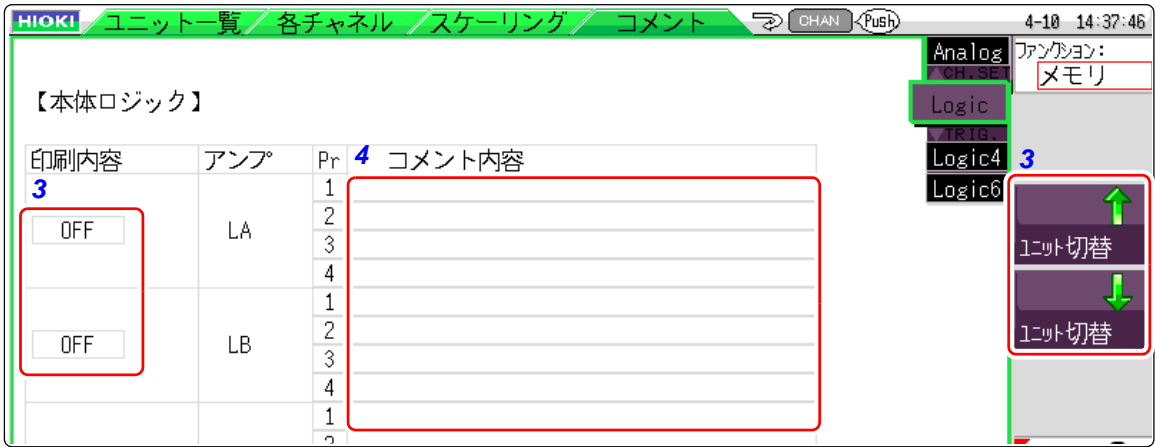 HIOKI ユニット一覧 各チャネル スケーリング コメント CHAN Push 4-10 14:37:46
Analog
CH.SET
Logic
TRIG.
Logic4
Logic6
ファンクション:
メモリ
【本体ロジック】
印刷内容 アンプ Pr 4 コメント内容
3
OFF LA
1
2
3
4
OFF LB
1
2
3
4
1
3
ユニット切替
ユニット切替